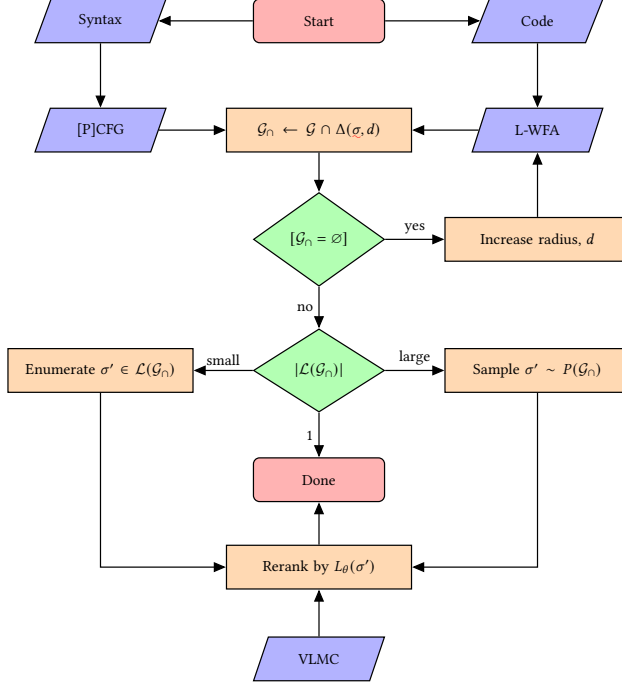 Syntax
Start
Code
[P]CFG
𝒢∩ ← 𝒢 ∩ Δ(σ, d)
L-WFA
[𝒢∩ = ∅]
yes
Increase radius, d
no
Enumerate σ′ ∈ ℒ(𝒢∩)
small
|ℒ(𝒢∩)|
large
Sample σ′ ∼ P(𝒢∩)
1
Done
Rerank by L_θ(σ′)
VLMC